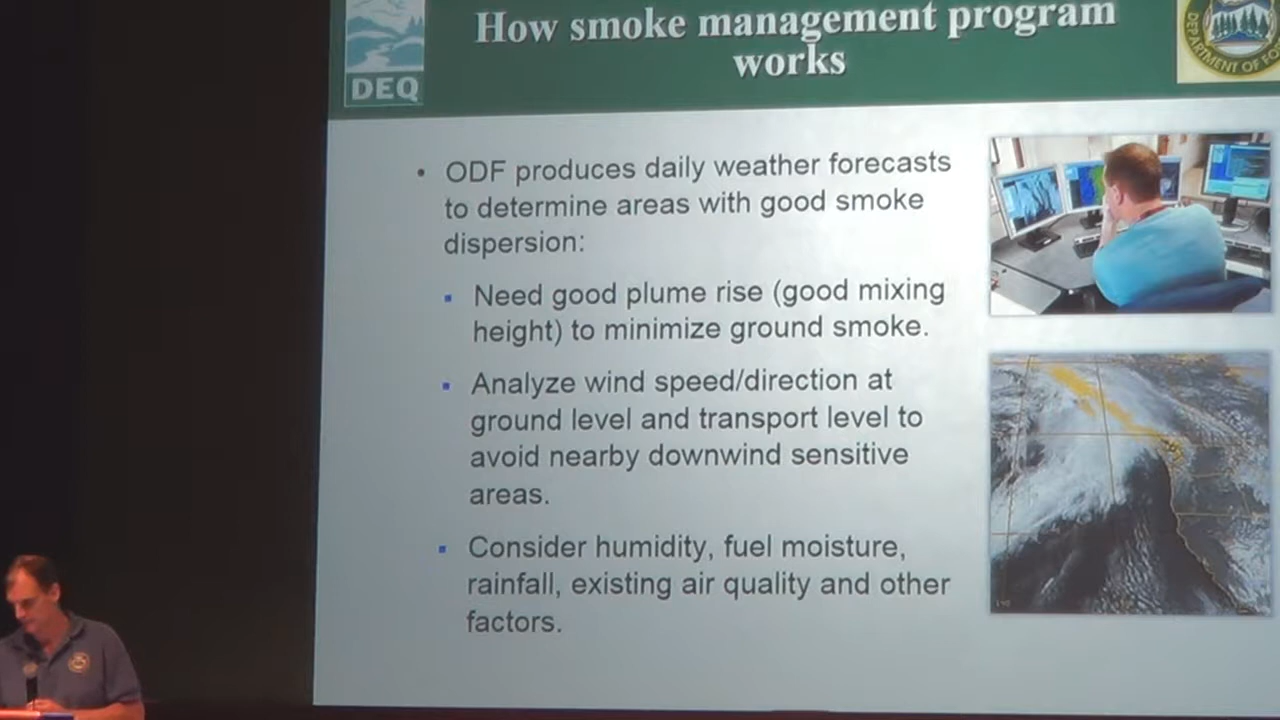 How smoke management program
works
DEQ
DEPARTMENT OF
• ODF produces daily weather forecasts
to determine areas with good smoke
dispersion:
▪ Need good plume rise (good mixing
height) to minimize ground smoke.
▪ Analyze wind speed/direction at
ground level and transport level to
avoid nearby downwind sensitive
areas.
▪ Consider humidity, fuel moisture,
rainfall, existing air quality and other
factors.